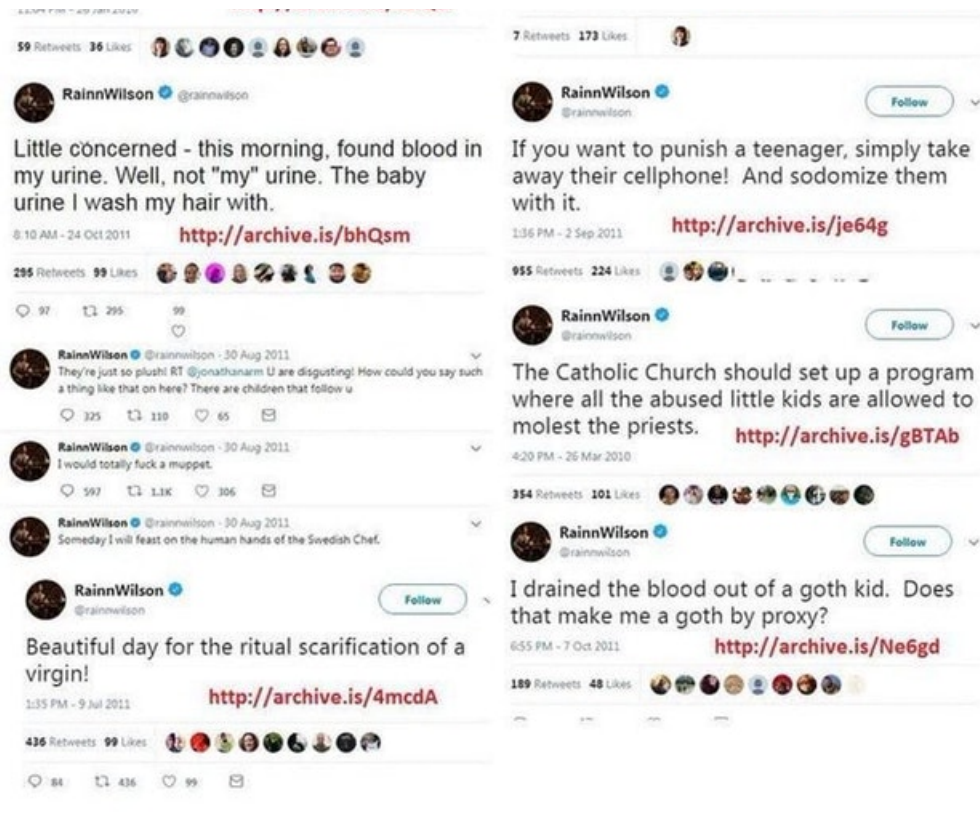 59 Retweets 36 Likes
RainnWilson @rainnwilson
Little concerned - this morning, found blood in
my urine. Well, not "my" urine. The baby
urine I wash my hair with.
8:10 AM - 24 Oct 2011 http://archive.is/bhQsm
295 Retweets 99 Likes
97 295 99
RainnWilson @rainnwilson · 30 Aug 2011
They're just so plush! RT @jonathanarm U are disgusting! How could you say such
a thing like that on here? There are children that follow u
325 110 65
RainnWilson @rainnwilson · 30 Aug 2011
I would totally fuck a muppet.
597 1.1K 306
RainnWilson @rainnwilson · 30 Aug 2011
Someday I will feast on the human hands of the Swedish Chef.
RainnWilson
@rainnwilson
Follow
Beautiful day for the ritual scarification of a
virgin!
1:35 PM - 9 Jul 2011 http://archive.is/4mcdA
436 Retweets 99 Likes
84 436 99
7 Retweets 173 Likes
RainnWilson
@rainnwilson
Follow
If you want to punish a teenager, simply take
away their cellphone! And sodomize them
with it.
1:36 PM - 2 Sep 2011 http://archive.is/je64g
955 Retweets 224 Likes
RainnWilson
@rainnwilson
Follow
The Catholic Church should set up a program
where all the abused little kids are allowed to
molest the priests.
4:20 PM - 26 Mar 2010 http://archive.is/gBTAb
354 Retweets 101 Likes
RainnWilson
@rainnwilson
Follow
I drained the blood out of a goth kid. Does
that make me a goth by proxy?
6:55 PM - 7 Oct 2011 http://archive.is/Ne6gd
189 Retweets 48 Likes